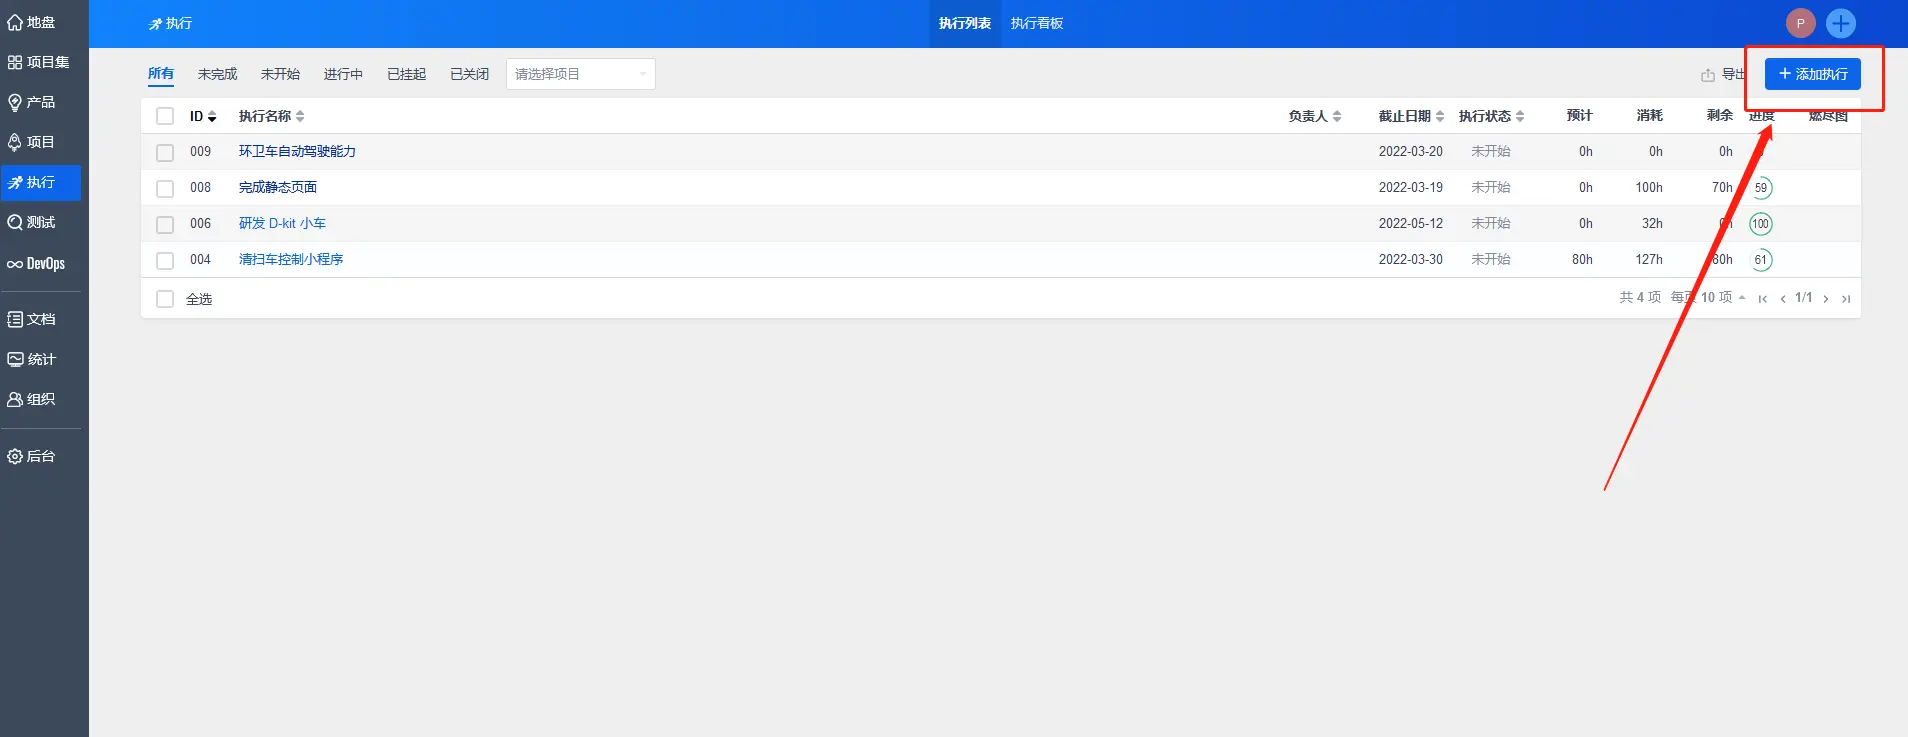 地盘
项目集
产品
项目
执行
测试
DevOps
文档
统计
组织
后台
执行
执行列表 执行看板
P
所有 未完成 未开始 进行中 已挂起 已关闭 请选择项目
导出 添加执行
ID 执行名称 负责人 截止日期 执行状态 预计 消耗 剩余 进度 燃尽图
009 环卫车自动驾驶能力 2022-03-20 未开始 0h 0h 0h
008 完成静态页面 2022-03-19 未开始 0h 100h 70h 59
006 研发 D-kit 小车 2022-05-12 未开始 0h 32h 0h 100
004 清扫车控制小程序 2022-03-30 未开始 80h 127h 80h 61
全选 共 4 项 每页 10 项 1/1